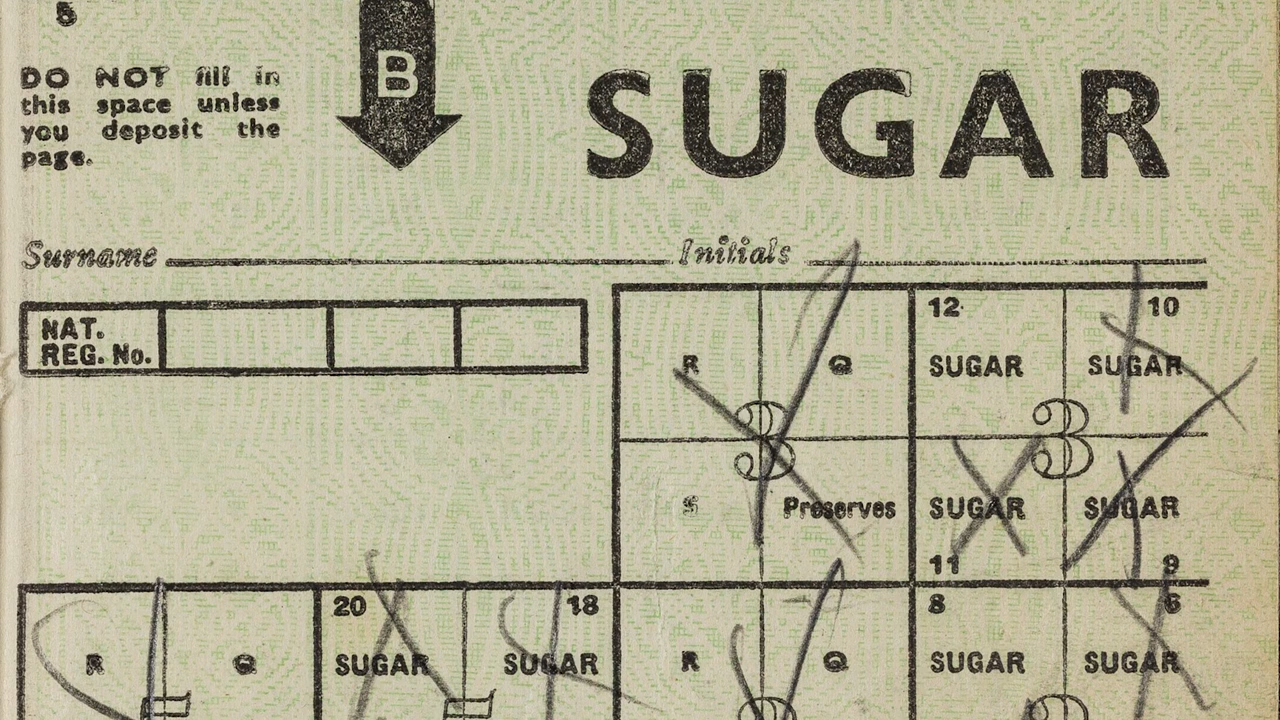 5
DO NOT fill in
this space unless
you deposit the
page.
B
SUGAR
Surname
Initials
NAT.
REG. No.
R Q
3
S Preserves
12 10
SUGAR SUGAR
3
SUGAR SUGAR
11 9
R Q
20 18
SUGAR SUGAR
R Q
8 6
SUGAR SUGAR